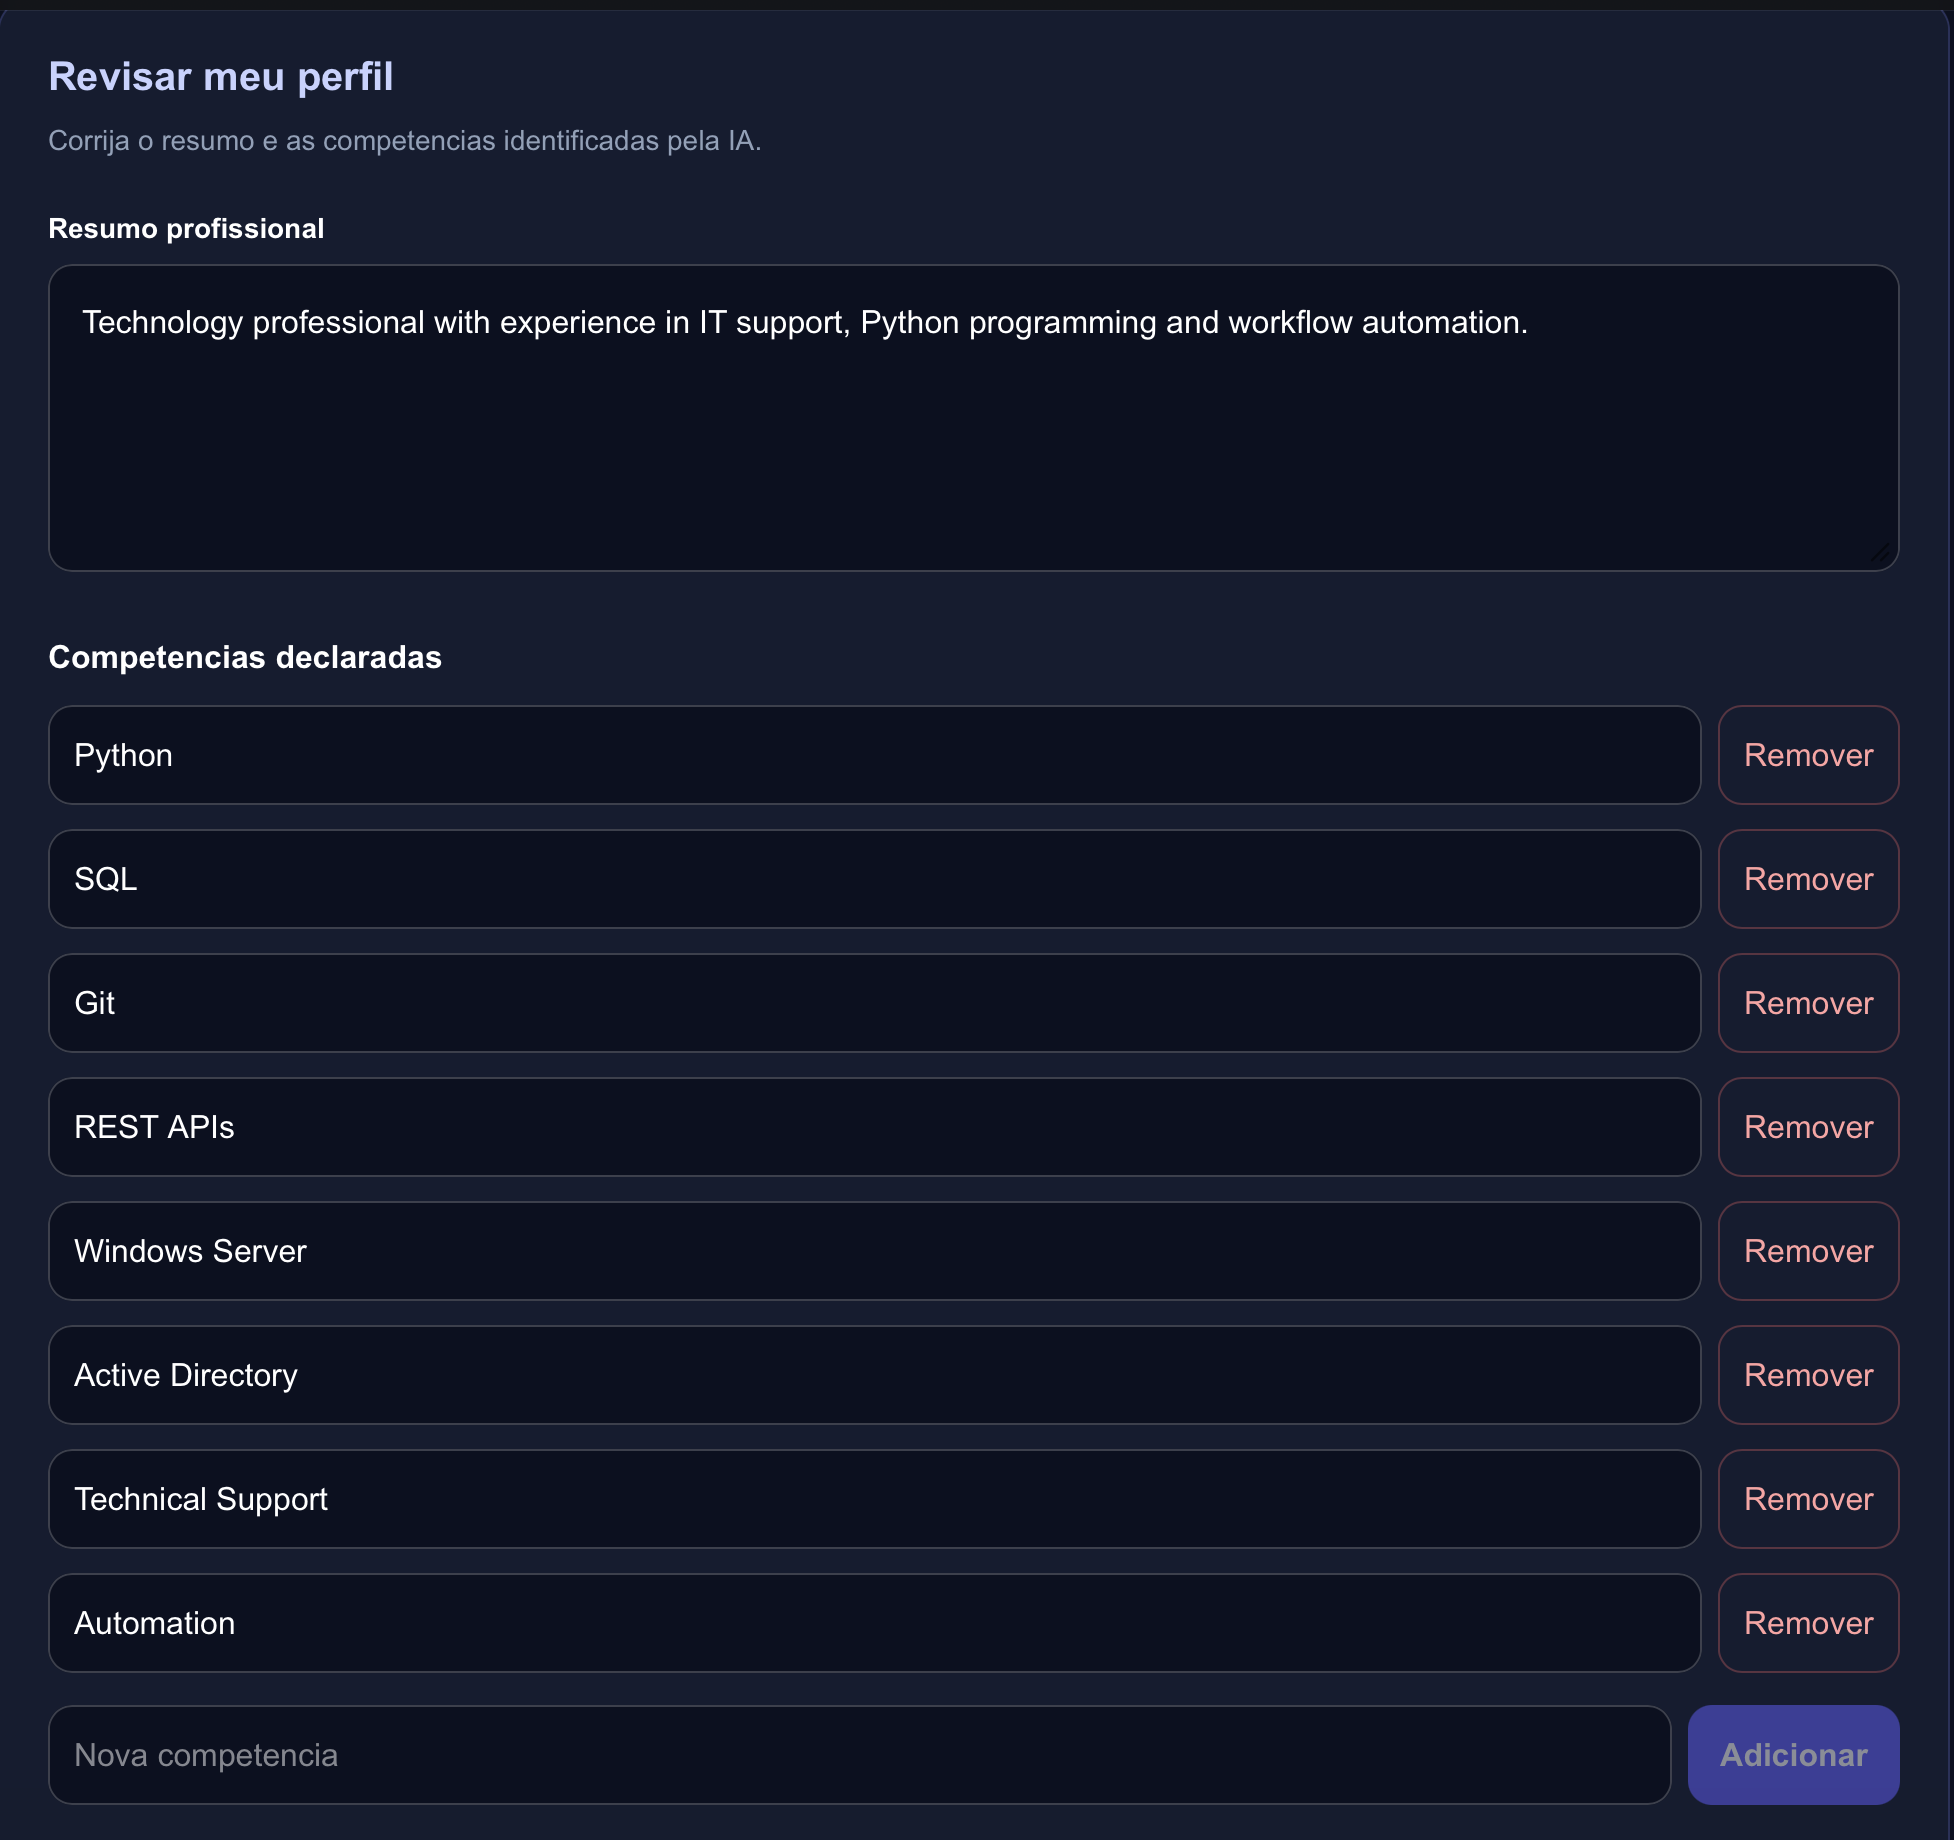 Revisar meu perfil
Corrija o resumo e as competencias identificadas pela IA.
Resumo profissional
Technology professional with experience in IT support, Python programming and workflow automation.
Competencias declaradas
Python
Remover
SQL
Remover
Git
Remover
REST APIs
Remover
Windows Server
Remover
Active Directory
Remover
Technical Support
Remover
Automation
Remover
Nova competencia
Adicionar